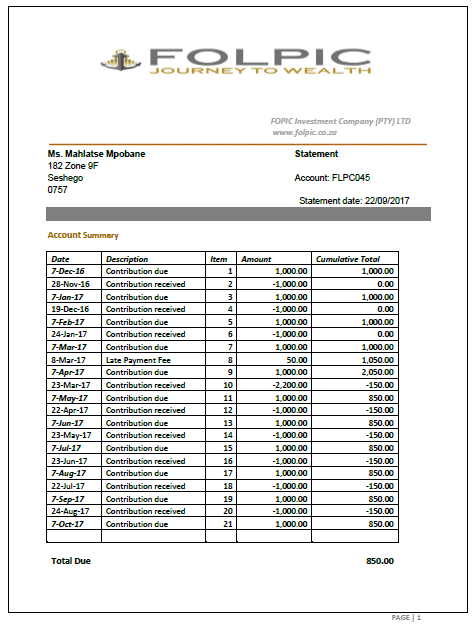 FOLPIC
JOURNEY TO WEALTH
FOPIC Investment Company (PTY) LTD
www.folpic.co.za
Ms. Mahlatse Mpobane Statement
182 Zone 9F
Seshego Account: FLPC045
0757
Statement date: 22/09/2017
Account Summary
Date Description Item Amount Cumulative Total
7-Dec-16 Contribution due 1 1,000.00 1,000.00
28-Nov-16 Contribution received 2 -1,000.00 0.00
7-Jan-17 Contribution due 3 1,000.00 1,000.00
19-Dec-16 Contribution received 4 -1,000.00 0.00
7-Feb-17 Contribution due 5 1,000.00 1,000.00
24-Jan-17 Contribution received 6 -1,000.00 0.00
7-Mar-17 Contribution due 7 1,000.00 1,000.00
8-Mar-17 Late Payment Fee 8 50.00 1,050.00
7-Apr-17 Contribution due 9 1,000.00 2,050.00
23-Mar-17 Contribution received 10 -2,200.00 -150.00
7-May-17 Contribution due 11 1,000.00 850.00
22-Apr-17 Contribution received 12 -1,000.00 -150.00
7-Jun-17 Contribution due 13 1,000.00 850.00
23-May-17 Contribution received 14 -1,000.00 -150.00
7-Jul-17 Contribution due 15 1,000.00 850.00
23-Jun-17 Contribution received 16 -1,000.00 -150.00
7-Aug-17 Contribution due 17 1,000.00 850.00
22-Jul-17 Contribution received 18 -1,000.00 -150.00
7-Sep-17 Contribution due 19 1,000.00 850.00
24-Aug-17 Contribution received 20 -1,000.00 -150.00
7-Oct-17 Contribution due 21 1,000.00 850.00
Total Due 850.00
PAGE | 1